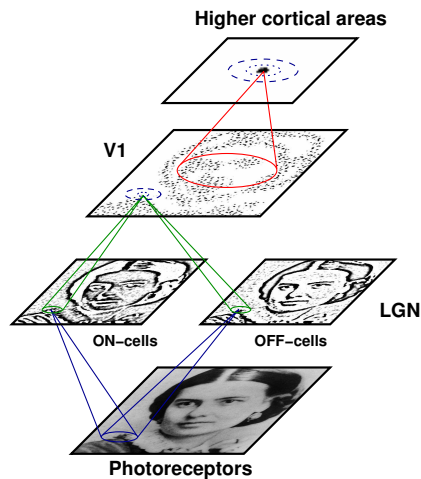 Higher cortical areas
V1
LGN
ON-cells
OFF-cells
Photoreceptors